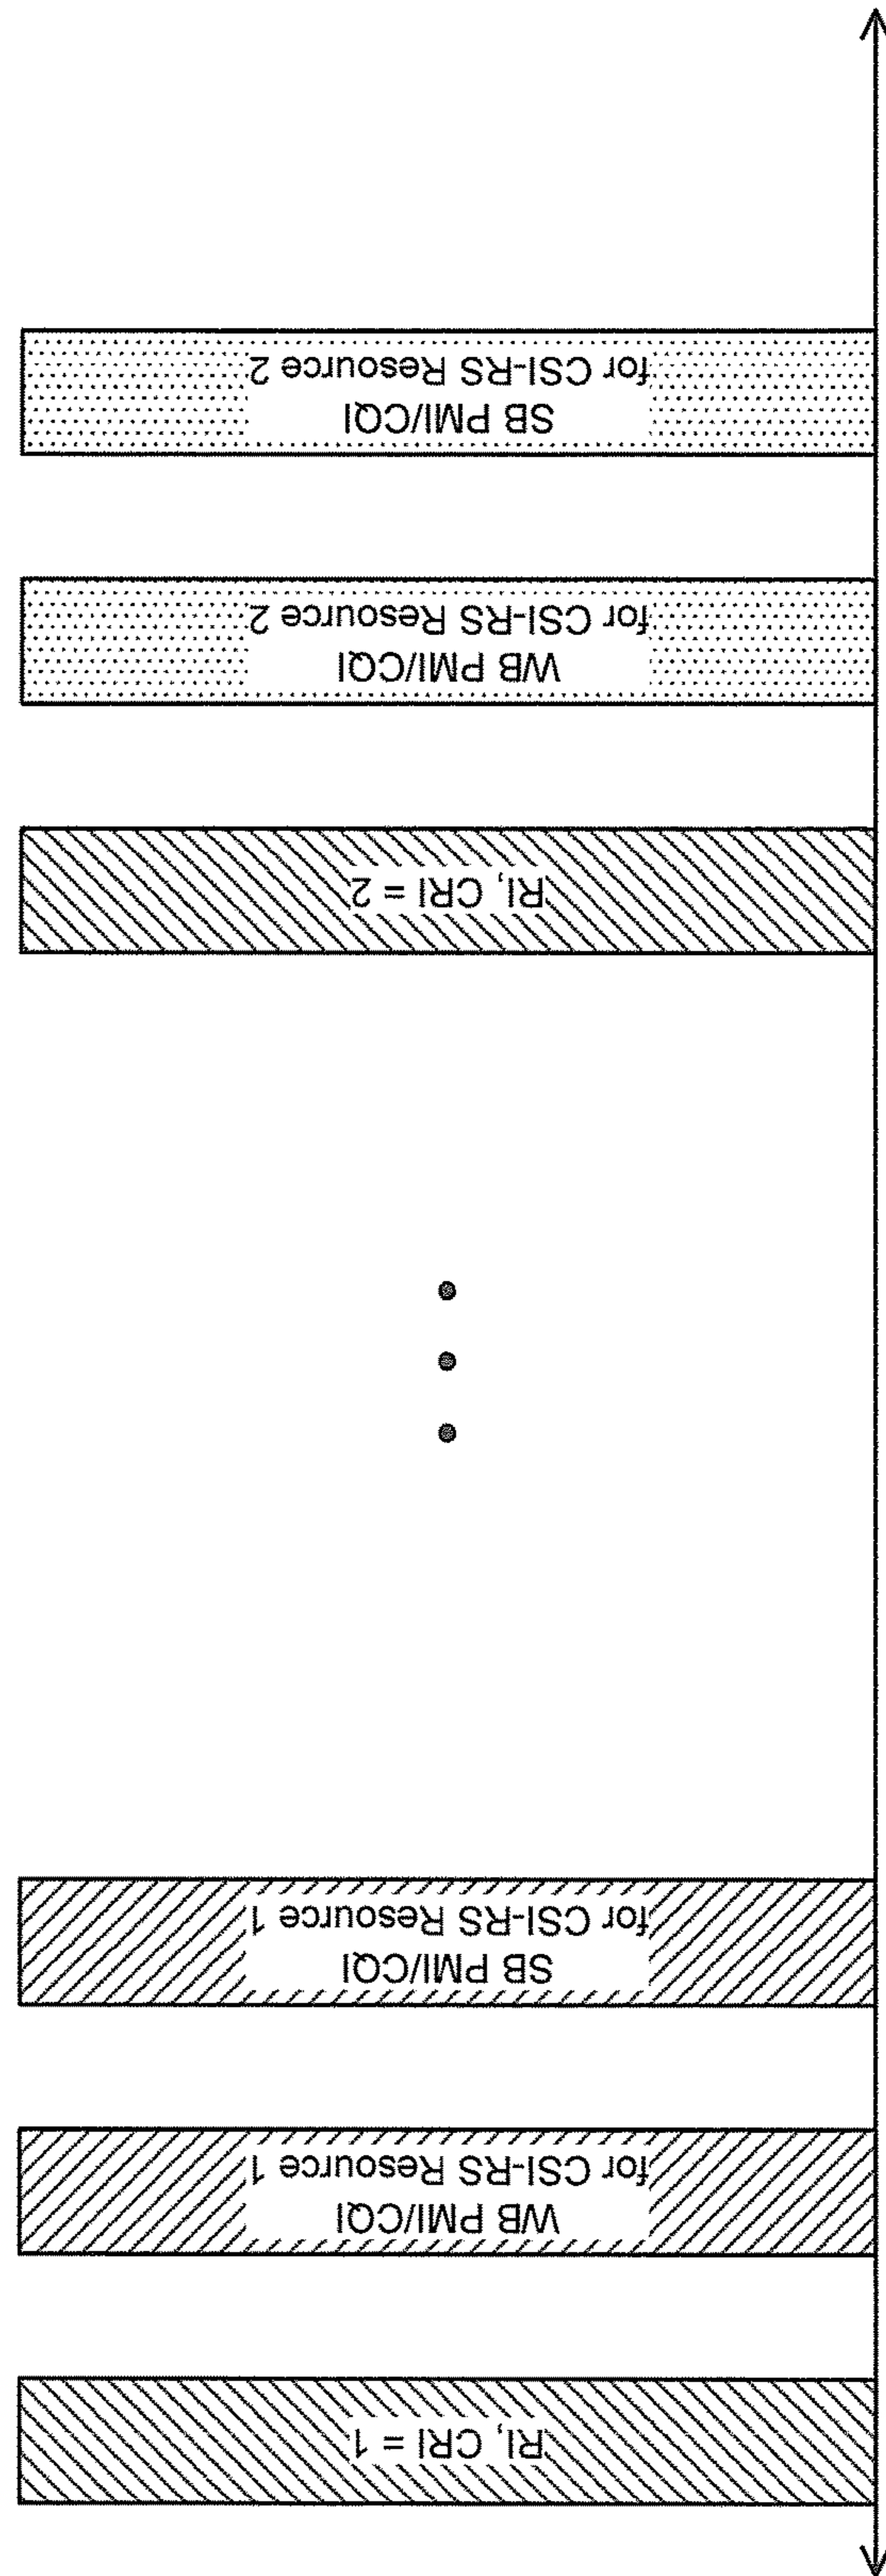 RI, CRI = 1
WB PMI/CQI
for CSI-RS Resource 1
SB PMI/CQI
for CSI-RS Resource 1
RI, CRI = 2
WB PMI/CQI
for CSI-RS Resource 2
SB PMI/CQI
for CSI-RS Resource 2